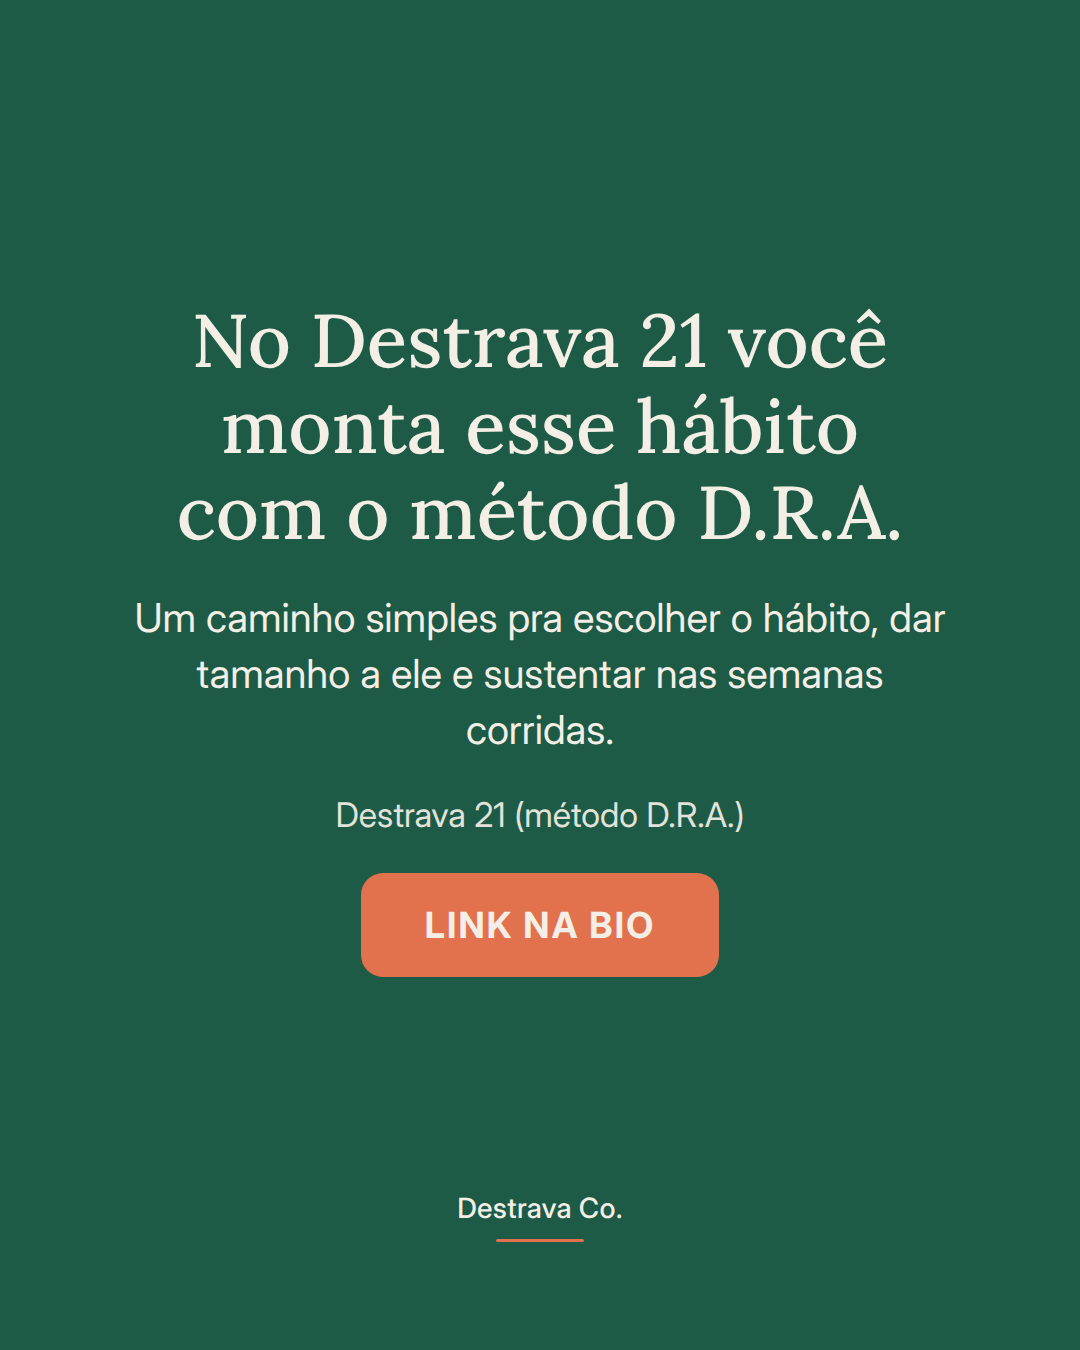 No Destrava 21 você
monta esse hábito
com o método D.R.A.
Um caminho simples pra escolher o hábito, dar
tamanho a ele e sustentar nas semanas
corridas.
Destrava 21 (método D.R.A.)
LINK NA BIO
Destrava Co.